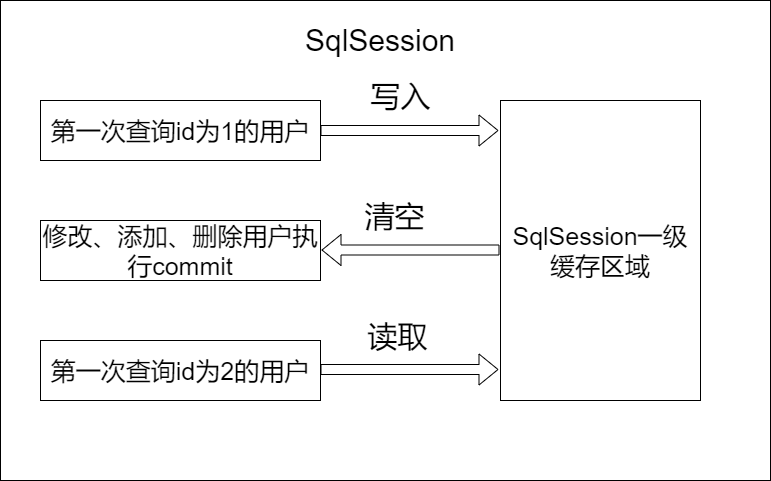 SqlSession
写入
第一次查询id为1的用户
清空
修改、添加、删除用户执
行commit
SqlSession一级
缓存区域
读取
第一次查询id为2的用户